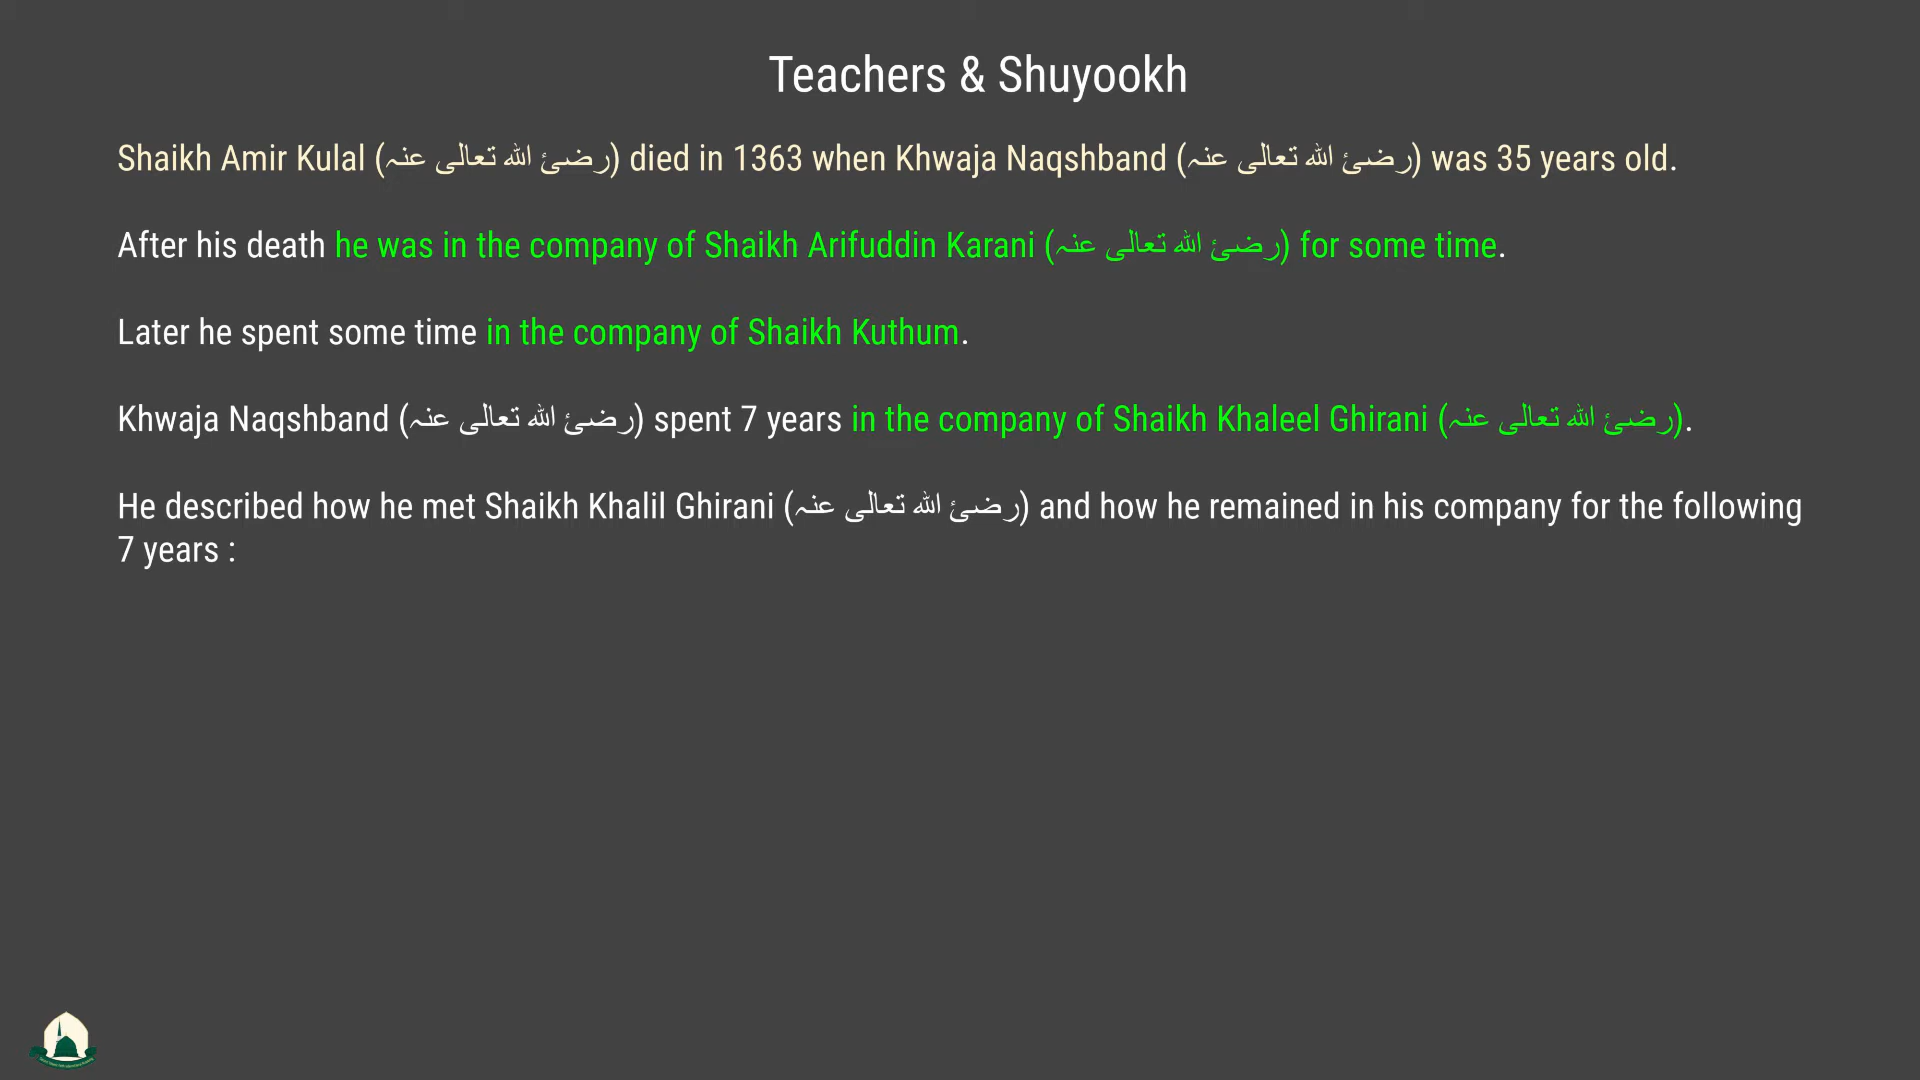 Teachers & Shuyookh
Shaikh Amir Kulal (رضئ الله تعالى عنہ) died in 1363 when Khwaja Naqshband (رضئ الله تعالى عنہ) was 35 years old.
After his death he was in the company of Shaikh Arifuddin Karani (رضئ الله تعالى عنہ) for some time.
Later he spent some time in the company of Shaikh Kuthum.
Khwaja Naqshband (رضئ الله تعالى عنہ) spent 7 years in the company of Shaikh Khaleel Ghirani (رضئ الله تعالى عنہ).
He described how he met Shaikh Khalil Ghirani (رضئ الله تعالى عنہ) and how he remained in his company for the following
7 years :